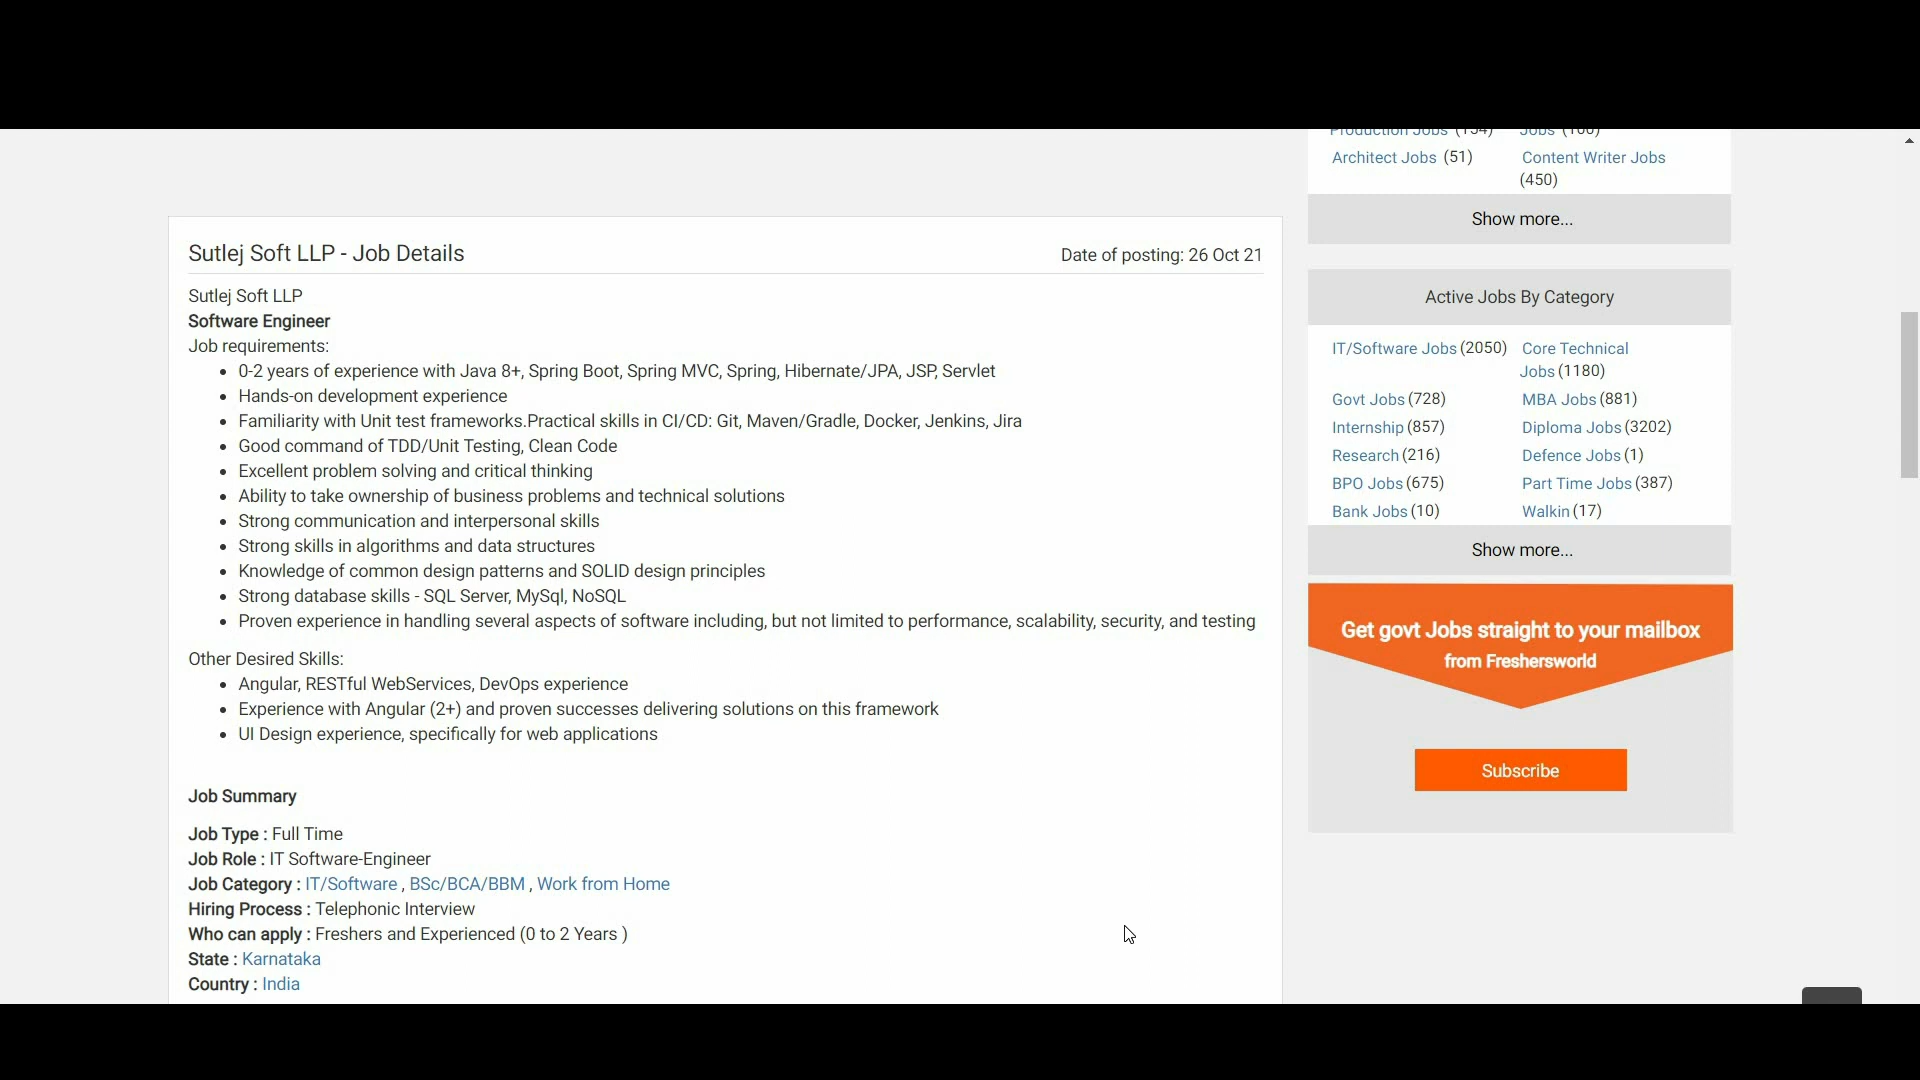 Production Jobs (154) Jobs (100)
Architect Jobs (51) Content Writer Jobs
(450)
Show more...
Sutlej Soft LLP - Job Details Date of posting: 26 Oct 21
Sutlej Soft LLP
Software Engineer
Job requirements:
• 0-2 years of experience with Java 8+, Spring Boot, Spring MVC, Spring, Hibernate/JPA, JSP, Servlet
• Hands-on development experience
• Familiarity with Unit test frameworks.Practical skills in CI/CD: Git, Maven/Gradle, Docker, Jenkins, Jira
• Good command of TDD/Unit Testing, Clean Code
• Excellent problem solving and critical thinking
• Ability to take ownership of business problems and technical solutions
• Strong communication and interpersonal skills
• Strong skills in algorithms and data structures
• Knowledge of common design patterns and SOLID design principles
• Strong database skills - SQL Server, MySql, NoSQL
• Proven experience in handling several aspects of software including, but not limited to performance, scalability, security, and testing
Other Desired Skills:
• Angular, RESTful WebServices, DevOps experience
• Experience with Angular (2+) and proven successes delivering solutions on this framework
• UI Design experience, specifically for web applications
Job Summary
Job Type : Full Time
Job Role : IT Software-Engineer
Job Category : IT/Software , BSc/BCA/BBM , Work from Home
Hiring Process : Telephonic Interview
Who can apply : Freshers and Experienced (0 to 2 Years )
State : Karnataka
Country : India
Active Jobs By Category
IT/Software Jobs (2050) Core Technical
Jobs (1180)
Govt Jobs (728) MBA Jobs (881)
Internship (857) Diploma Jobs (3202)
Research (216) Defence Jobs (1)
BPO Jobs (675) Part Time Jobs (387)
Bank Jobs (10) Walkin (17)
Show more...
Get govt Jobs straight to your mailbox
from Freshersworld
Subscribe